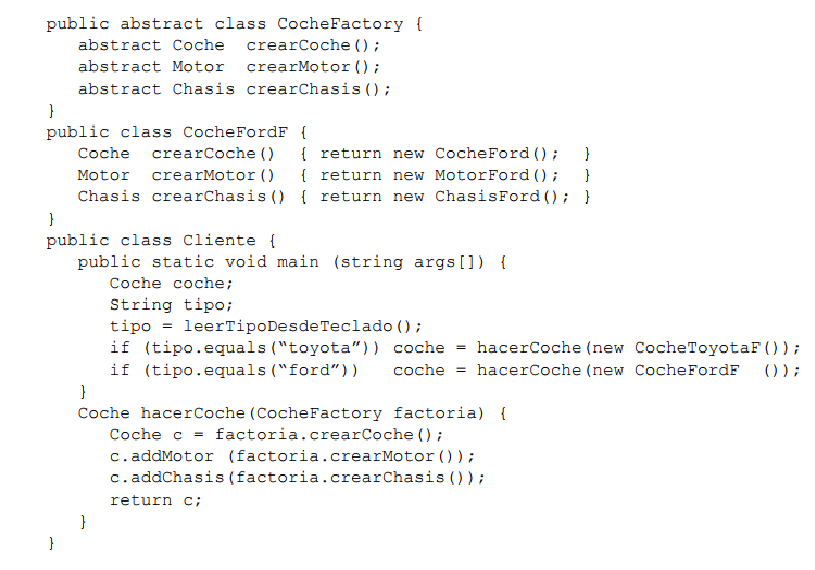 public abstract class CocheFactory {
abstract Coche crearCoche();
abstract Motor crearMotor();
abstract Chasis crearChasis();
}
public class CocheFordF {
Coche crearCoche() { return new CocheFord(); }
Motor crearMotor() { return new MotorFord(); }
Chasis crearChasis() { return new ChasisFord(); }
}
public class Cliente {
public static void main (string args[]) {
Coche coche;
String tipo;
tipo = leerTipoDesdeTeclado();
if (tipo.equals(“toyota”)) coche = hacerCoche(new CocheToyotaF());
if (tipo.equals(“ford”)) coche = hacerCoche(new CocheFordF ());
}
Coche hacerCoche(CocheFactory factoria) {
Coche c = factoria.crearCoche();
c.addMotor (factoria.crearMotor());
c.addChasis(factoria.crearChasis());
return c;
}
}